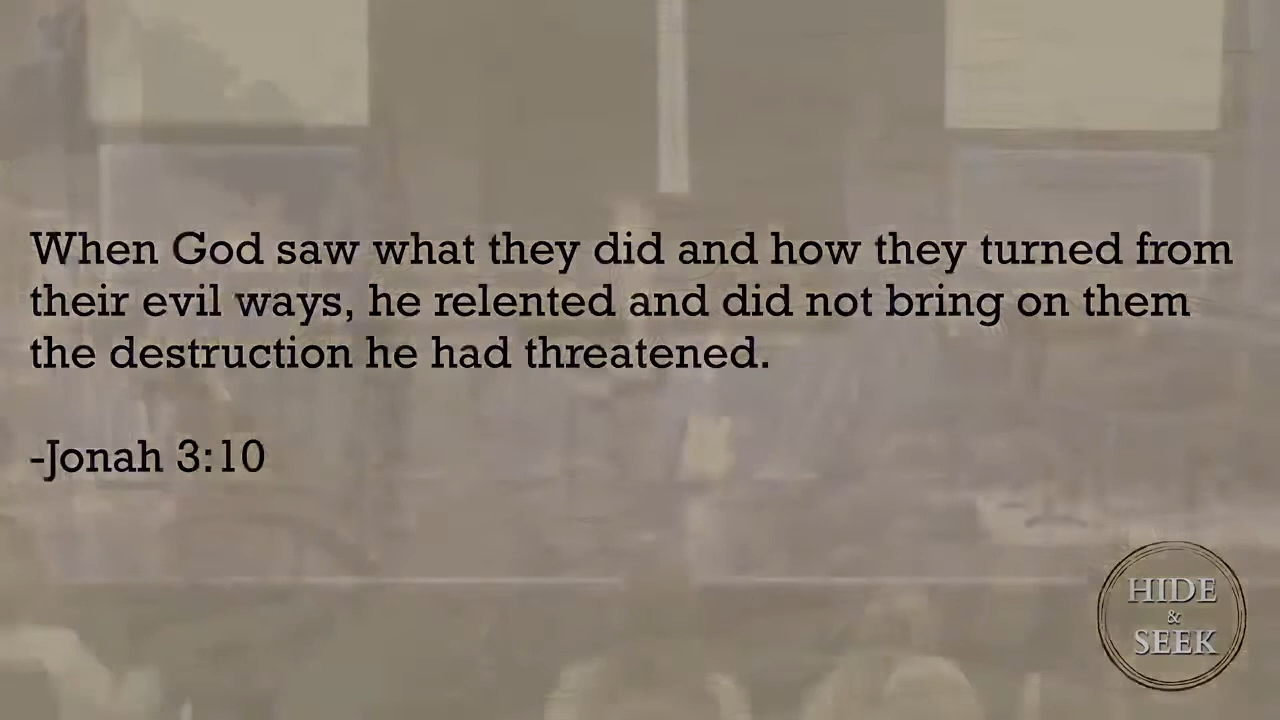 When God saw what they did and how they turned from
their evil ways, he relented and did not bring on them
the destruction he had threatened.
-Jonah 3:10
HIDE
&
SEEK